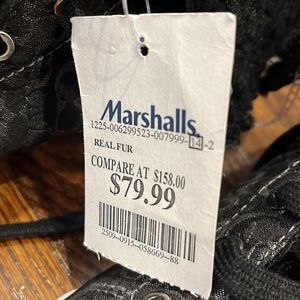 Marshalls.
1225-006299523-007999-14-2
REAL FUR
COMPARE AT $158.00
$79.99
2509--0915--058669--88